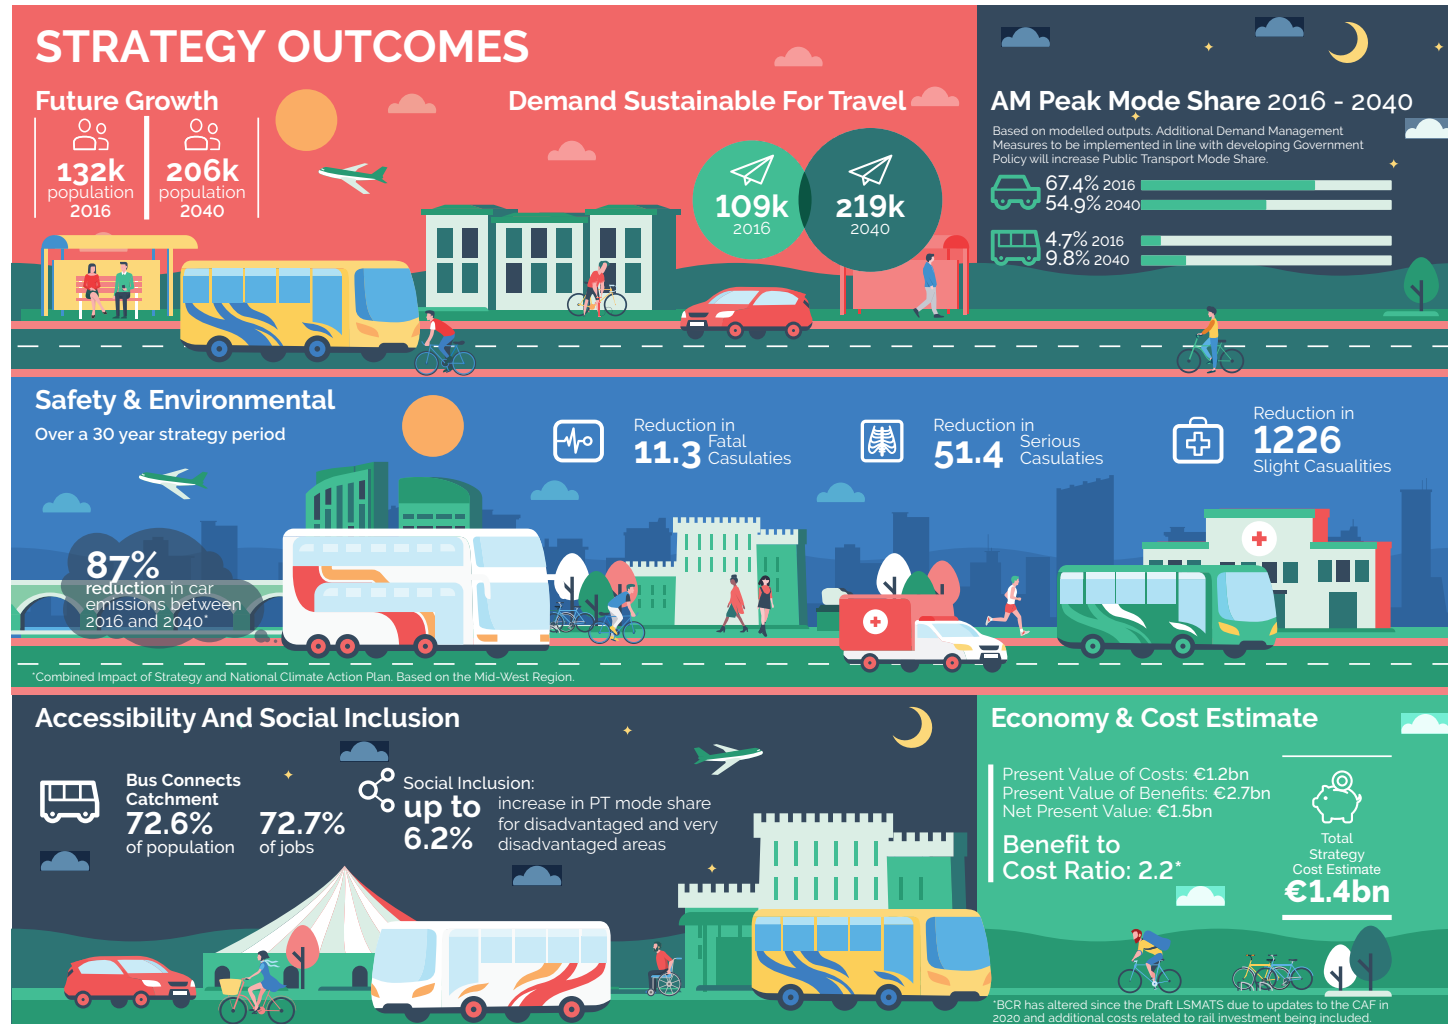 STRATEGY OUTCOMES
Future Growth
132k
population
2016
206k
population
2040
Demand Sustainable For Travel
109k
2016
219k
2040
AM Peak Mode Share 2016 - 2040
Based on modelled outputs. Additional Demand Management
Measures to be implemented in line with developing Government
Policy will increase Public Transport Mode Share.
67.4% 2016
54.9% 2040
4.7% 2016
9.8% 2040
Safety & Environmental
Over a 30 year strategy period
Reduction in
11.3 Fatal
Casulaties
Reduction in
51.4 Serious
Casulaties
Reduction in
1226
Slight Casualities
87%
reduction in car
emissions between
2016 and 2040*
*Combined Impact of Strategy and National Climate Action Plan. Based on the Mid-West Region.
Accessibility And Social Inclusion
Bus Connects
Catchment
72.6%
of population
72.7%
of jobs
Social Inclusion:
up to
6.2%
increase in PT mode share
for disadvantaged and very
disadvantaged areas
Economy & Cost Estimate
Present Value of Costs: €1.2bn
Present Value of Benefits: €2.7bn
Net Present Value: €1.5bn
Benefit to
Cost Ratio: 2.2*
Total
Strategy
Cost Estimate
€1.4bn
*BCR has altered since the Draft LSMATS due to updates to the CAF in
2020 and additional costs related to rail investment being included.